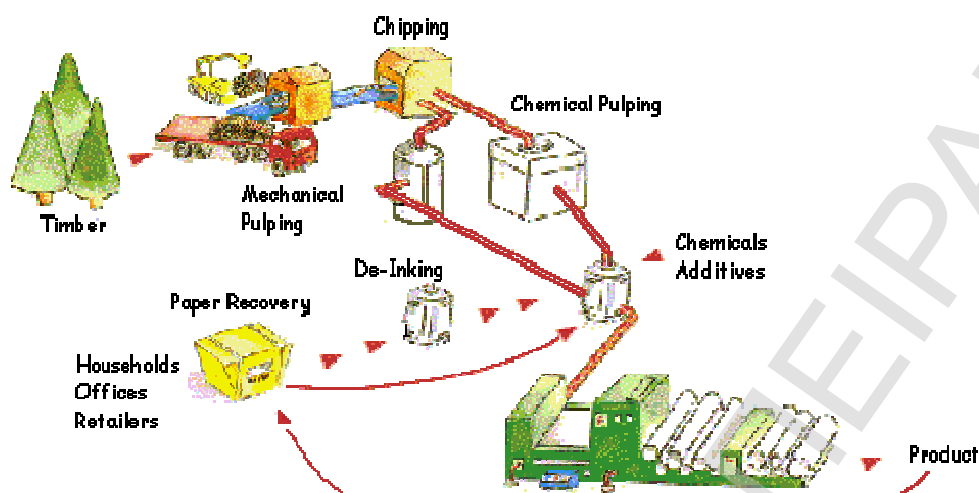 Chipping
Chemical Pulping
Mechanical
Pulping
Timber
Chemicals
Additives
De-Inking
Paper Recovery
Households
Offices
Retailers
Product